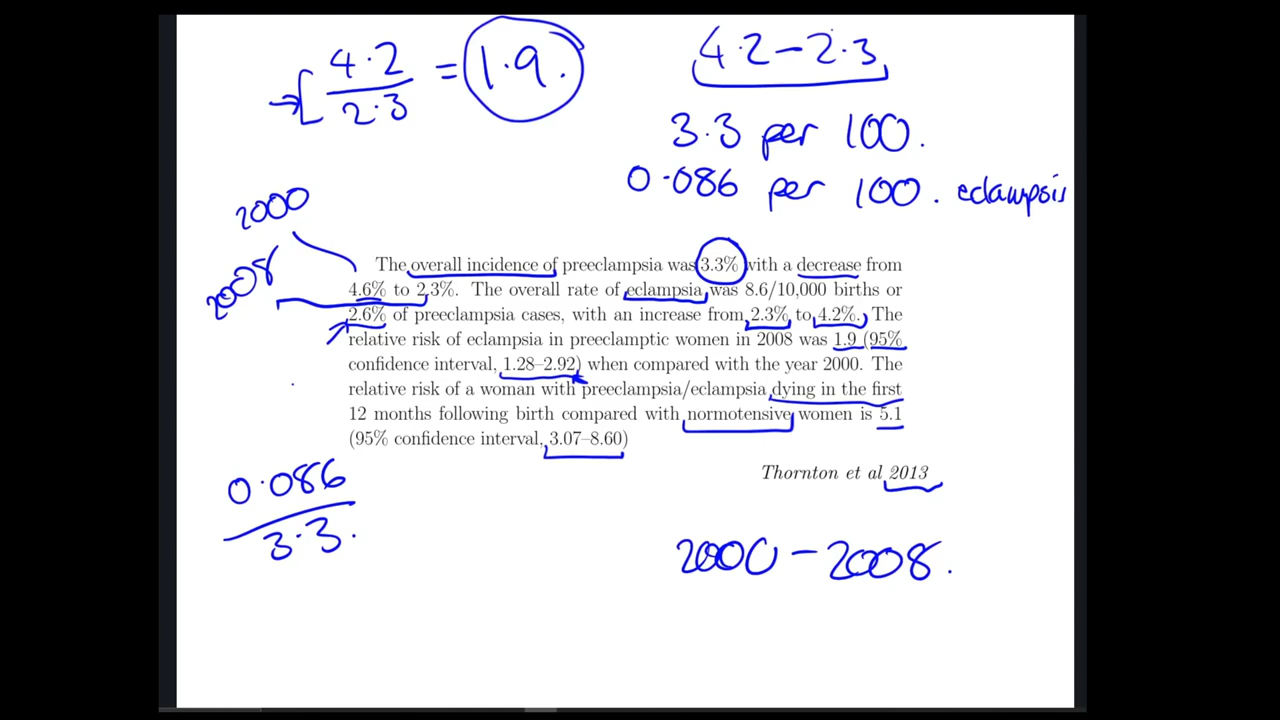 4.2 / 2.3 = 1.9.
4.2 – 2.3
3.3 per 100.
0.086 per 100. eclampsis
2000
2008
The overall incidence of preeclampsia was 3.3% with a decrease from
4.6% to 2.3%. The overall rate of eclampsia was 8.6/10,000 births or
2.6% of preeclampsia cases, with an increase from 2.3% to 4.2%. The
relative risk of eclampsia in preeclamptic women in 2008 was 1.9 (95%
confidence interval, 1.28–2.92) when compared with the year 2000. The
relative risk of a woman with preeclampsia/eclampsia dying in the first
12 months following birth compared with normotensive women is 5.1
(95% confidence interval, 3.07–8.60)
Thornton et al 2013
0.086
3.3.
2000 – 2008.